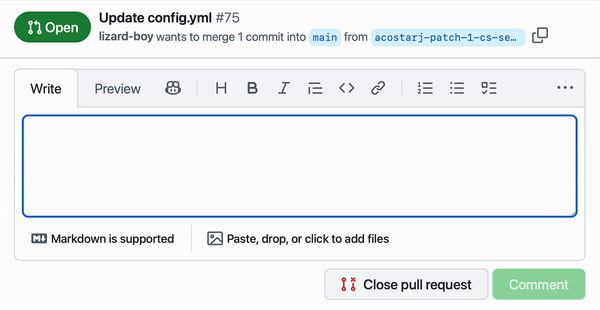 Open
Update config.yml #75
lizard-boy wants to merge 1 commit into main from acostarj-patch-1-cs-se…
Write Preview H B I
Markdown is supported
Paste, drop, or click to add files
Close pull request
Comment